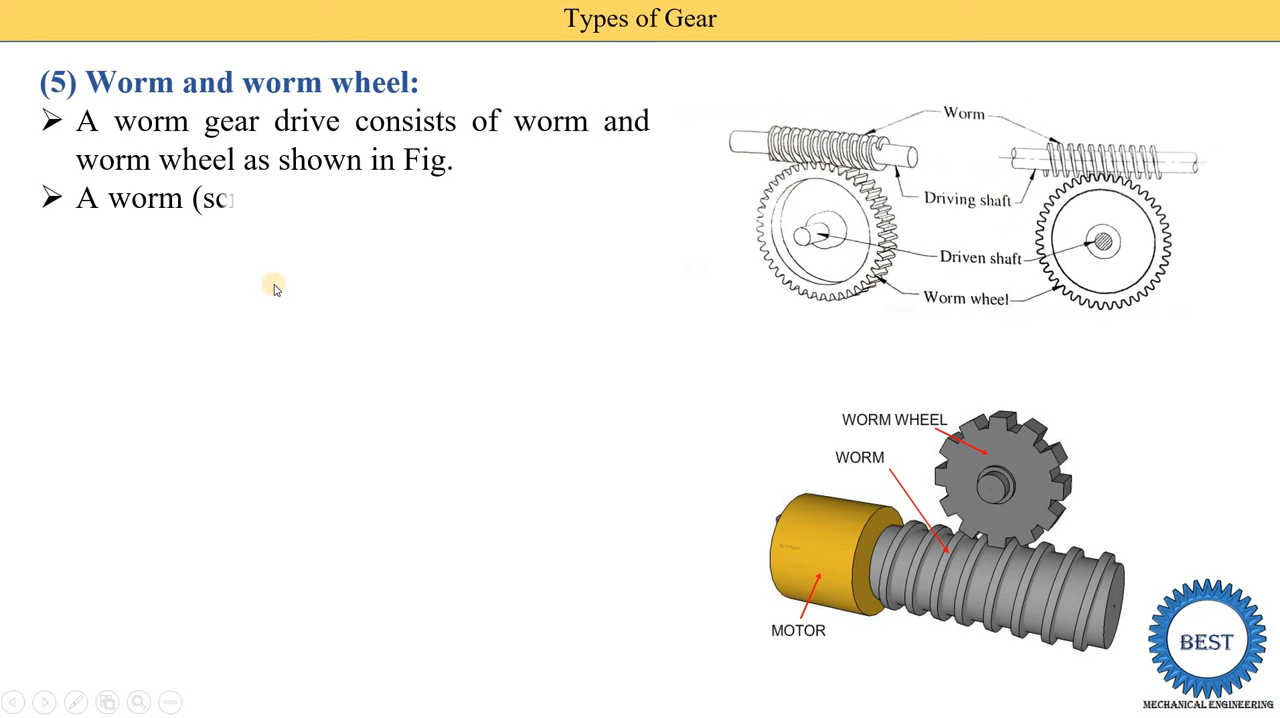 Types of Gear
(5) Worm and worm wheel:
➢ A worm gear drive consists of worm and
worm wheel as shown in Fig.
➢ A worm (sc
Worm
Driving shaft
Driven shaft
Worm wheel
WORM WHEEL
WORM
MOTOR
BEST
MECHANICAL ENGINEERING